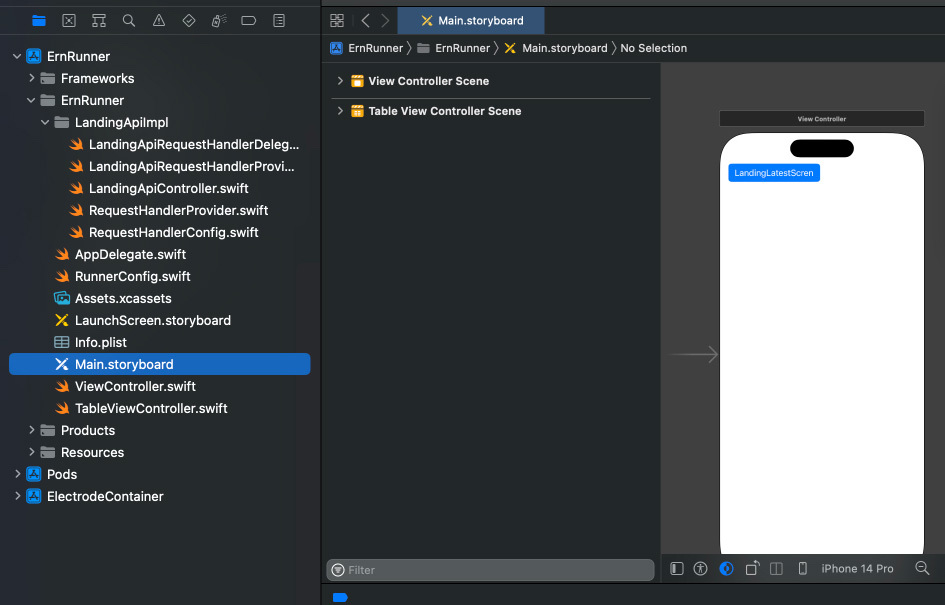 Main.storyboard
ErnRunner
ErnRunner
Main.storyboard
No Selection
ErnRunner
Frameworks
ErnRunner
LandingApiImpl
LandingApiRequestHandlerDeleg...
LandingApiRequestHandlerProvi...
LandingApiController.swift
RequestHandlerProvider.swift
RequestHandlerConfig.swift
AppDelegate.swift
RunnerConfig.swift
Assets.xcassets
LaunchScreen.storyboard
Info.plist
Main.storyboard
ViewController.swift
TableViewController.swift
Products
Resources
Pods
ElectrodeContainer
View Controller Scene
Table View Controller Scene
Filter
View Controller
LandingLatestScren
iPhone 14 Pro